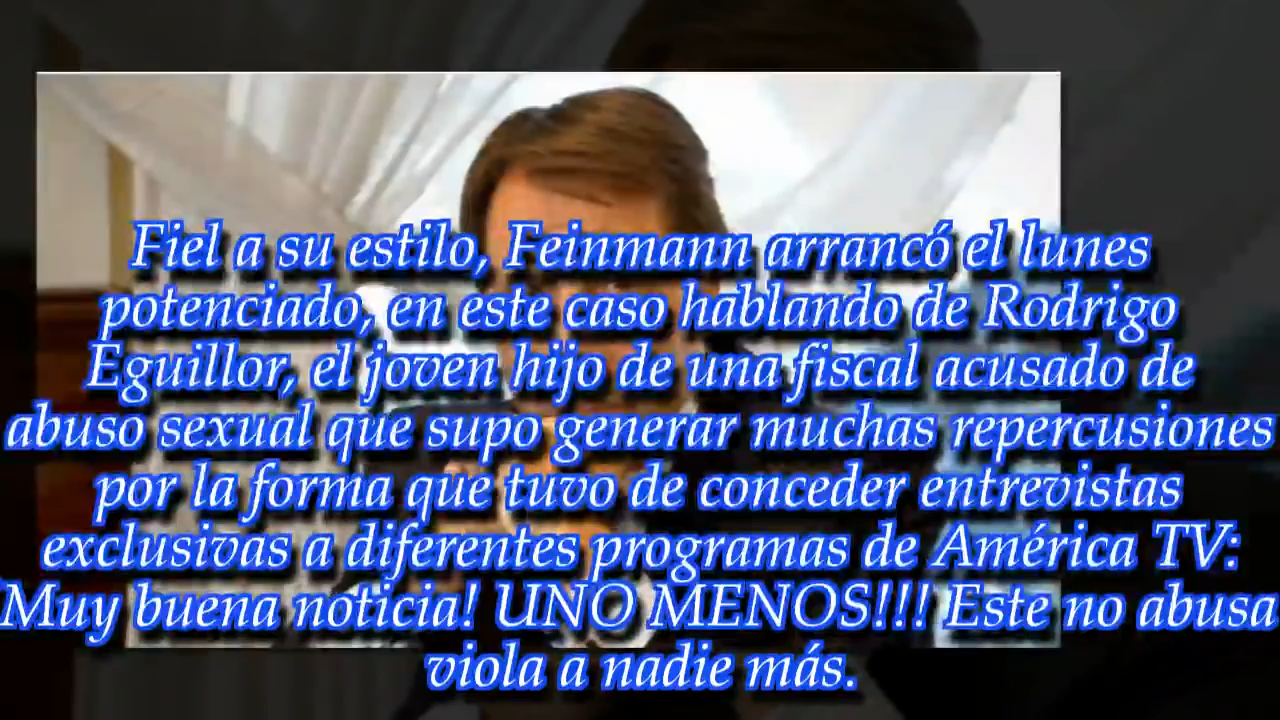 Fiel a su estilo, Feinmann arrancó el lunes
potenciado, en este caso hablando de Rodrigo
Eguillor, el joven hijo de una fiscal acusado de
abuso sexual que supo generar muchas repercusiones
por la forma que tuvo de conceder entrevistas
exclusivas a diferentes programas de América TV:
Muy buena noticia! UNO MENOS!!! Este no abusa
viola a nadie más.